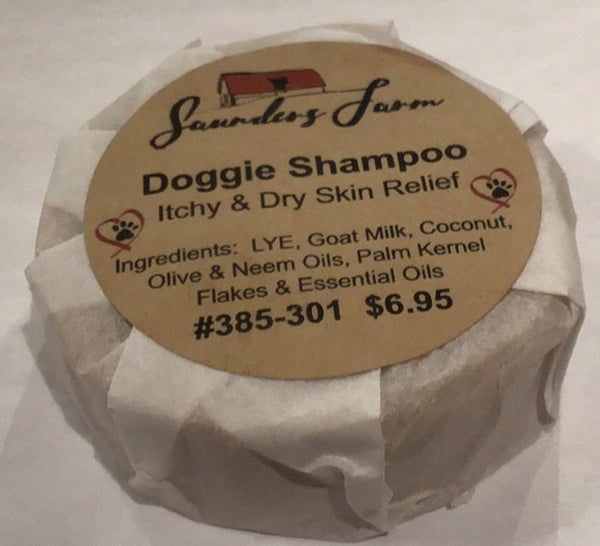 Saunders Farm
Doggie Shampoo
Itchy & Dry Skin Relief
Ingredients: LYE, Goat Milk, Coconut,
Olive & Neem Oils, Palm Kernel
Flakes & Essential Oils
#385-301 $6.95